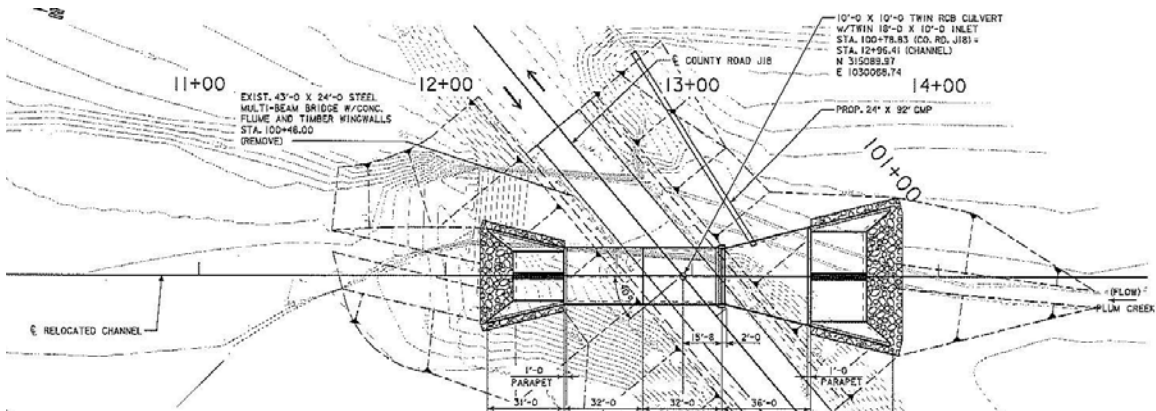 10'-0 X 10'-0 TWIN RCB CULVERT
W/TWIN 18'-0 X 10'-0 INLET
STA. 100+78.83 (CO. RD. J18) =
STA. 12+96.41 (CHANNEL)
N 315089.97
E 1030068.74
℄ COUNTY ROAD J18
11+00
12+00
13+00
14+00
EXIST. 43'-0 X 24'-0 STEEL
MULTI-BEAM BRIDGE W/CONC.
FLUME AND TIMBER WINGWALLS
STA. 100+46.00
(REMOVE)
PROP. 24" X 92' CMP
101+00
(FLOW)
PLUM CREEK
℄ RELOCATED CHANNEL
15'-8
2'-0
1'-0
PARAPET
1'-0
PARAPET
31'-0
32'-0
32'-0
36'-0